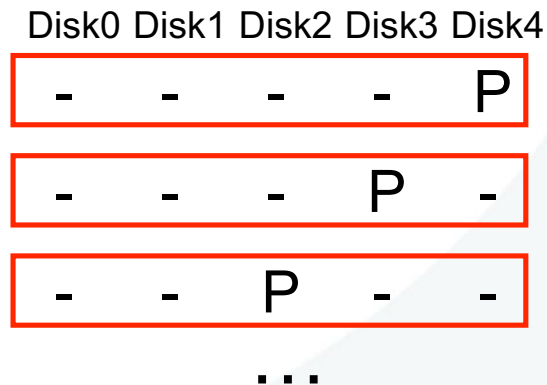 Disk0 Disk1 Disk2 Disk3 Disk4
- - - - P
- - - P -
- - P - -
...